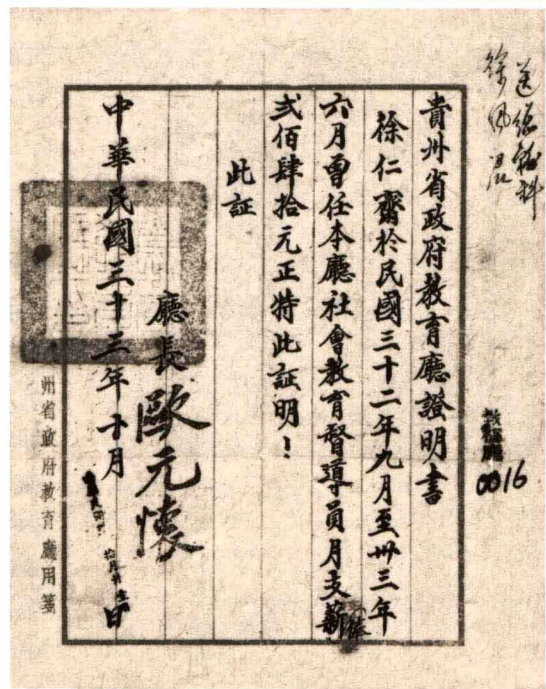 貴州省政府教育廳證明書
徐仁齋於民國三十二年九月至卅三年
六月曾任本廳社會教育督導員月支薪
弍佰肆拾元正特此証明！
此証
廳長歐元懷
中華民國三十三年十月 日
州省政府教育廳用箋
0016